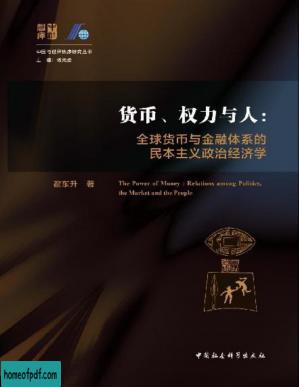 货币、权力与人：
全球货币与金融体系的
民本主义政治经济学
翟东升 著
The Power of Money : Relations among Politics,
the Market and the People
中国社会科学出版社
homeofpdf.com